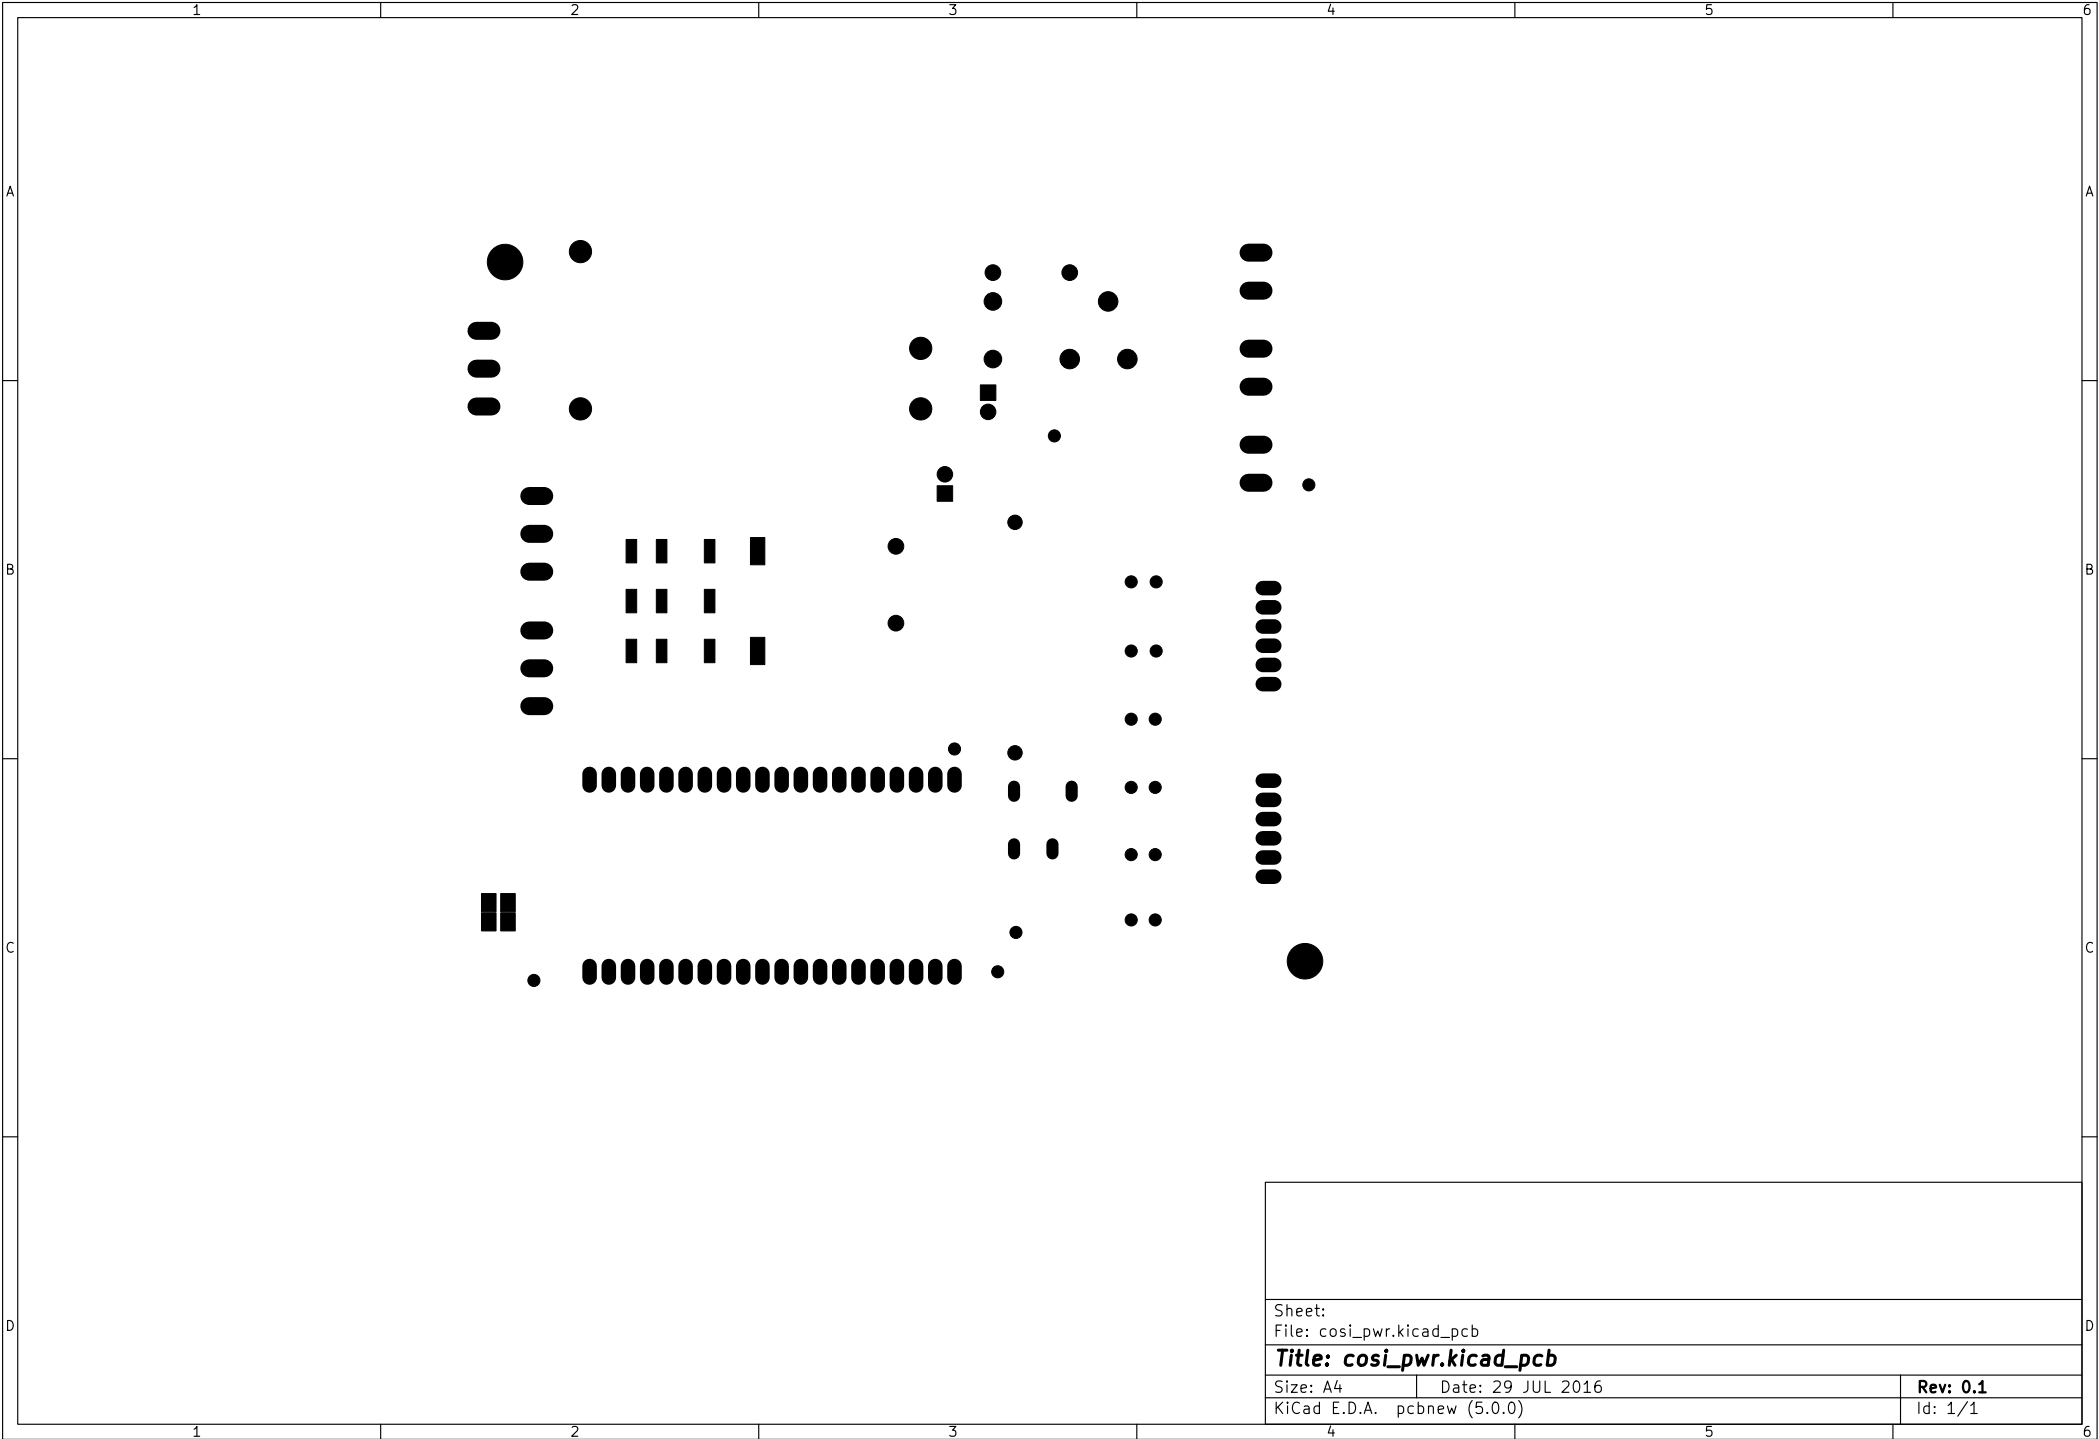 1 2 3 4 5 6
A A
B B
C C
D D
Sheet:
File: cosi_pwr.kicad_pcb
Title: cosi_pwr.kicad_pcb
Size: A4 Date: 29 JUL 2016 Rev: 0.1
KiCad E.D.A. pcbnew (5.0.0) Id: 1/1
1 2 3 4 5 6